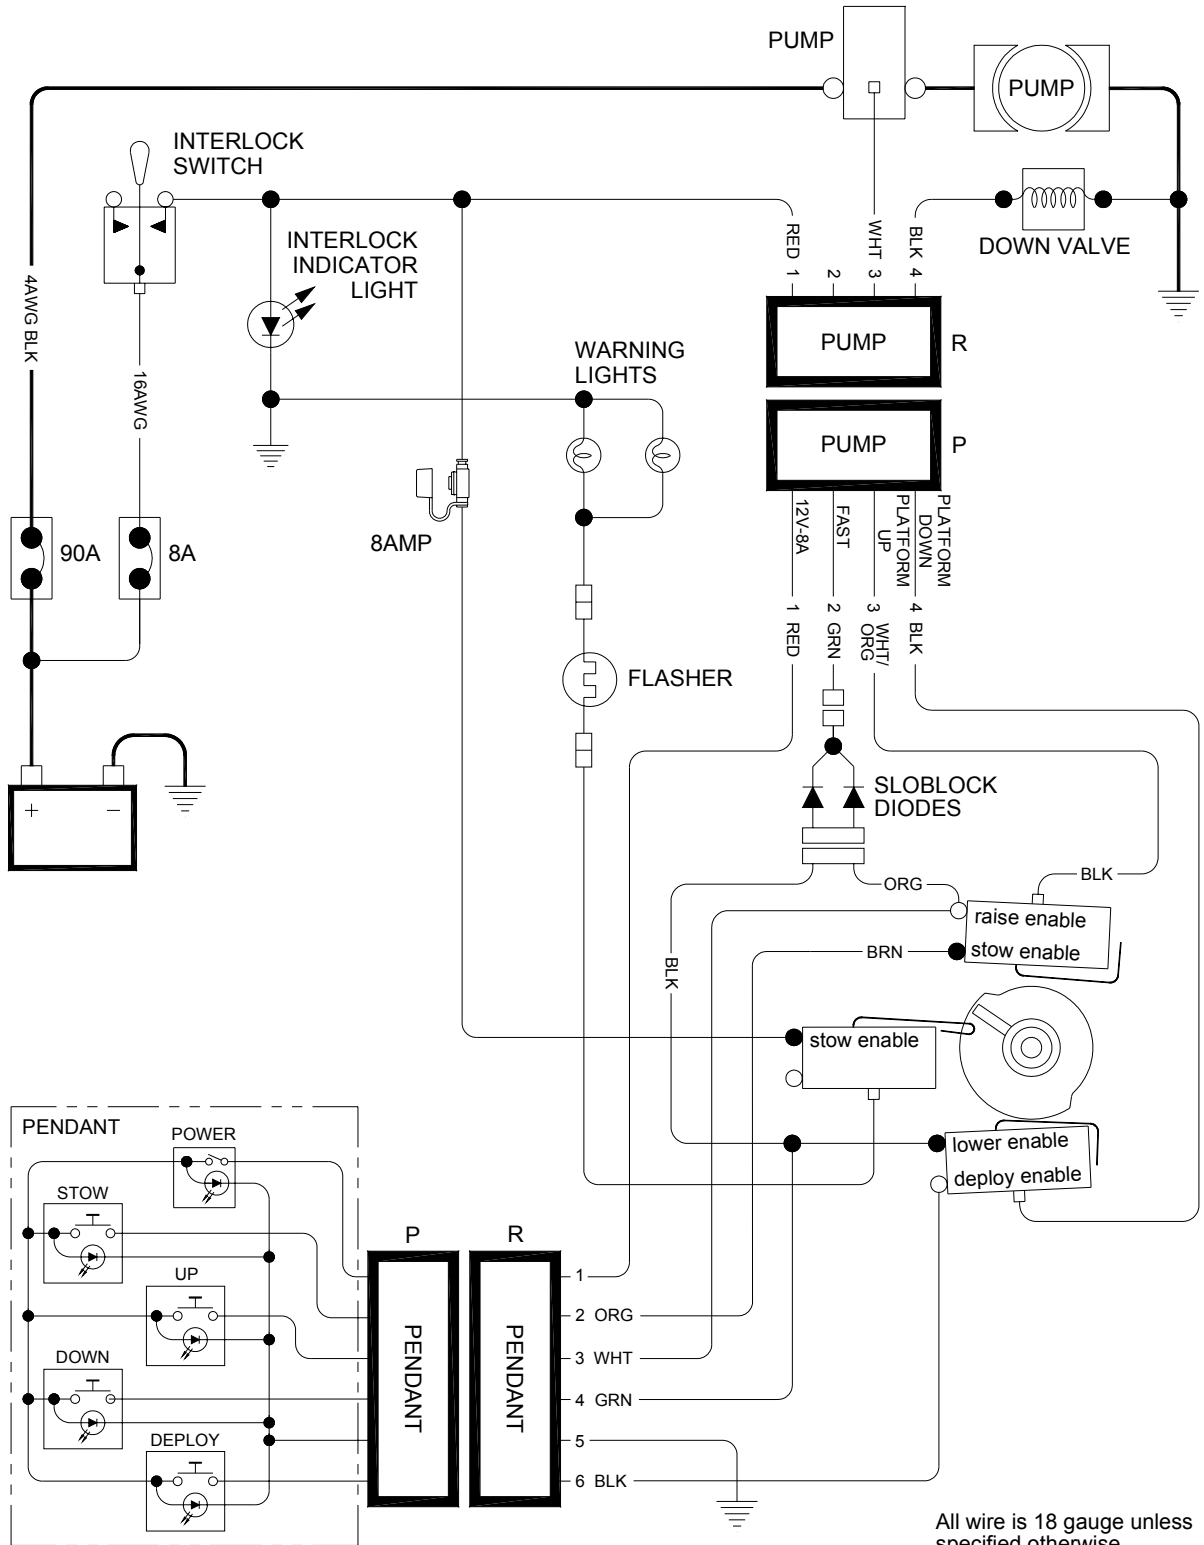 PUMP
PUMP
INTERLOCK
SWITCH
INTERLOCK
INDICATOR
LIGHT
DOWN VALVE
RED 1
2
WHT 3
BLK 4
4AWG BLK
16AWG
PUMP
R
WARNING
LIGHTS
PUMP
P
8AMP
90A
8A
12V-8A
FAST
PLATFORM
UP
PLATFORM
DOWN
1 RED
2 GRN
3 WHT/
ORG
4 BLK
FLASHER
+
−
SLOBLOCK
DIODES
ORG
BLK
raise enable
BRN
stow enable
BLK
stow enable
lower enable
deploy enable
PENDANT
POWER
STOW
UP
DOWN
DEPLOY
P
R
PENDANT
PENDANT
1
2 ORG
3 WHT
4 GRN
5
6 BLK
All wire is 18 gauge unless
specified otherwise